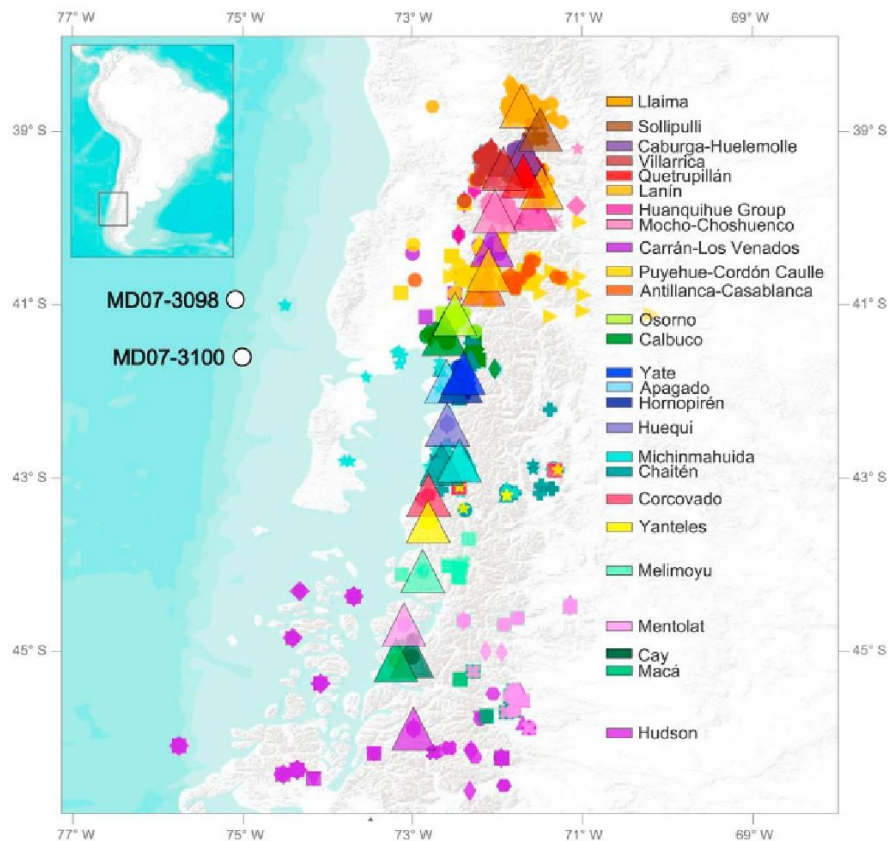 77° W 75° W 73° W 71° W 69° W
39° S
41° S
43° S
45° S
MD07-3098
MD07-3100
Llaima
Sollipulli
Caburga-Huelemolle
Villarrica
Quetrupillán
Lanín
Huanquihue Group
Mocho-Choshuenco
Carrán-Los Venados
Puyehue-Cordón Caulle
Antillanca-Casablanca
Osorno
Calbuco
Yate
Apagado
Hornopirén
Huequi
Michinmahuida
Chaitén
Corcovado
Yanteles
Melimoyu
Mentolat
Cay
Macá
Hudson
39° S
41° S
43° S
45° S
77° W 75° W 73° W 71° W 69° W